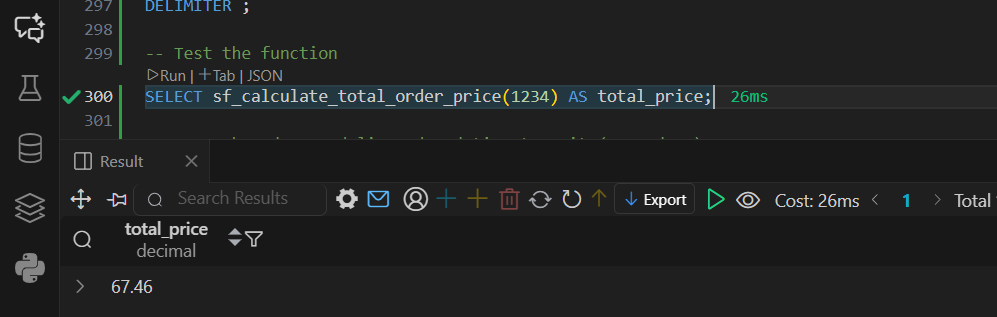 297 DELIMITER ;
298
299 -- Test the function
Run | Tab | JSON
300 SELECT sf_calculate_total_order_price(1234) AS total_price; 26ms
301
Result
Search Results Export Cost: 26ms 1 Total
total_price
decimal
67.46